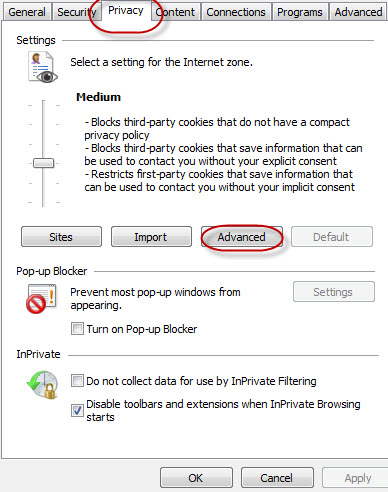 General Security Privacy Content Connections Programs Advanced
Settings
Select a setting for the Internet zone.
Medium
- Blocks third-party cookies that do not have a compact
privacy policy
- Blocks third-party cookies that save information that can
be used to contact you without your explicit consent
- Restricts first-party cookies that save information that
can be used to contact you without your implicit consent
Sites Import Advanced Default
Pop-up Blocker
Prevent most pop-up windows from
appearing.
Settings
Turn on Pop-up Blocker
InPrivate
Do not collect data for use by InPrivate Filtering
Disable toolbars and extensions when InPrivate Browsing
starts
OK Cancel Apply